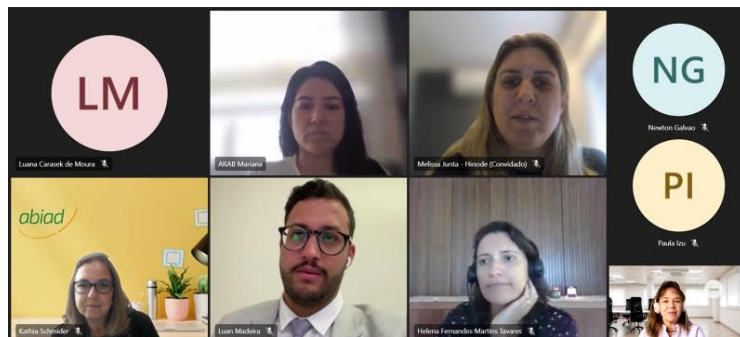 LM
Luana Carasek de Moura
ARAB Mariana
Melissa Junta - Hinode (Convidado)
NG
Newton Galvao
PI
Paula Izu
abiad
Kathia Schmider
Luan Madeira
Helena Fernandes Martins Tavares